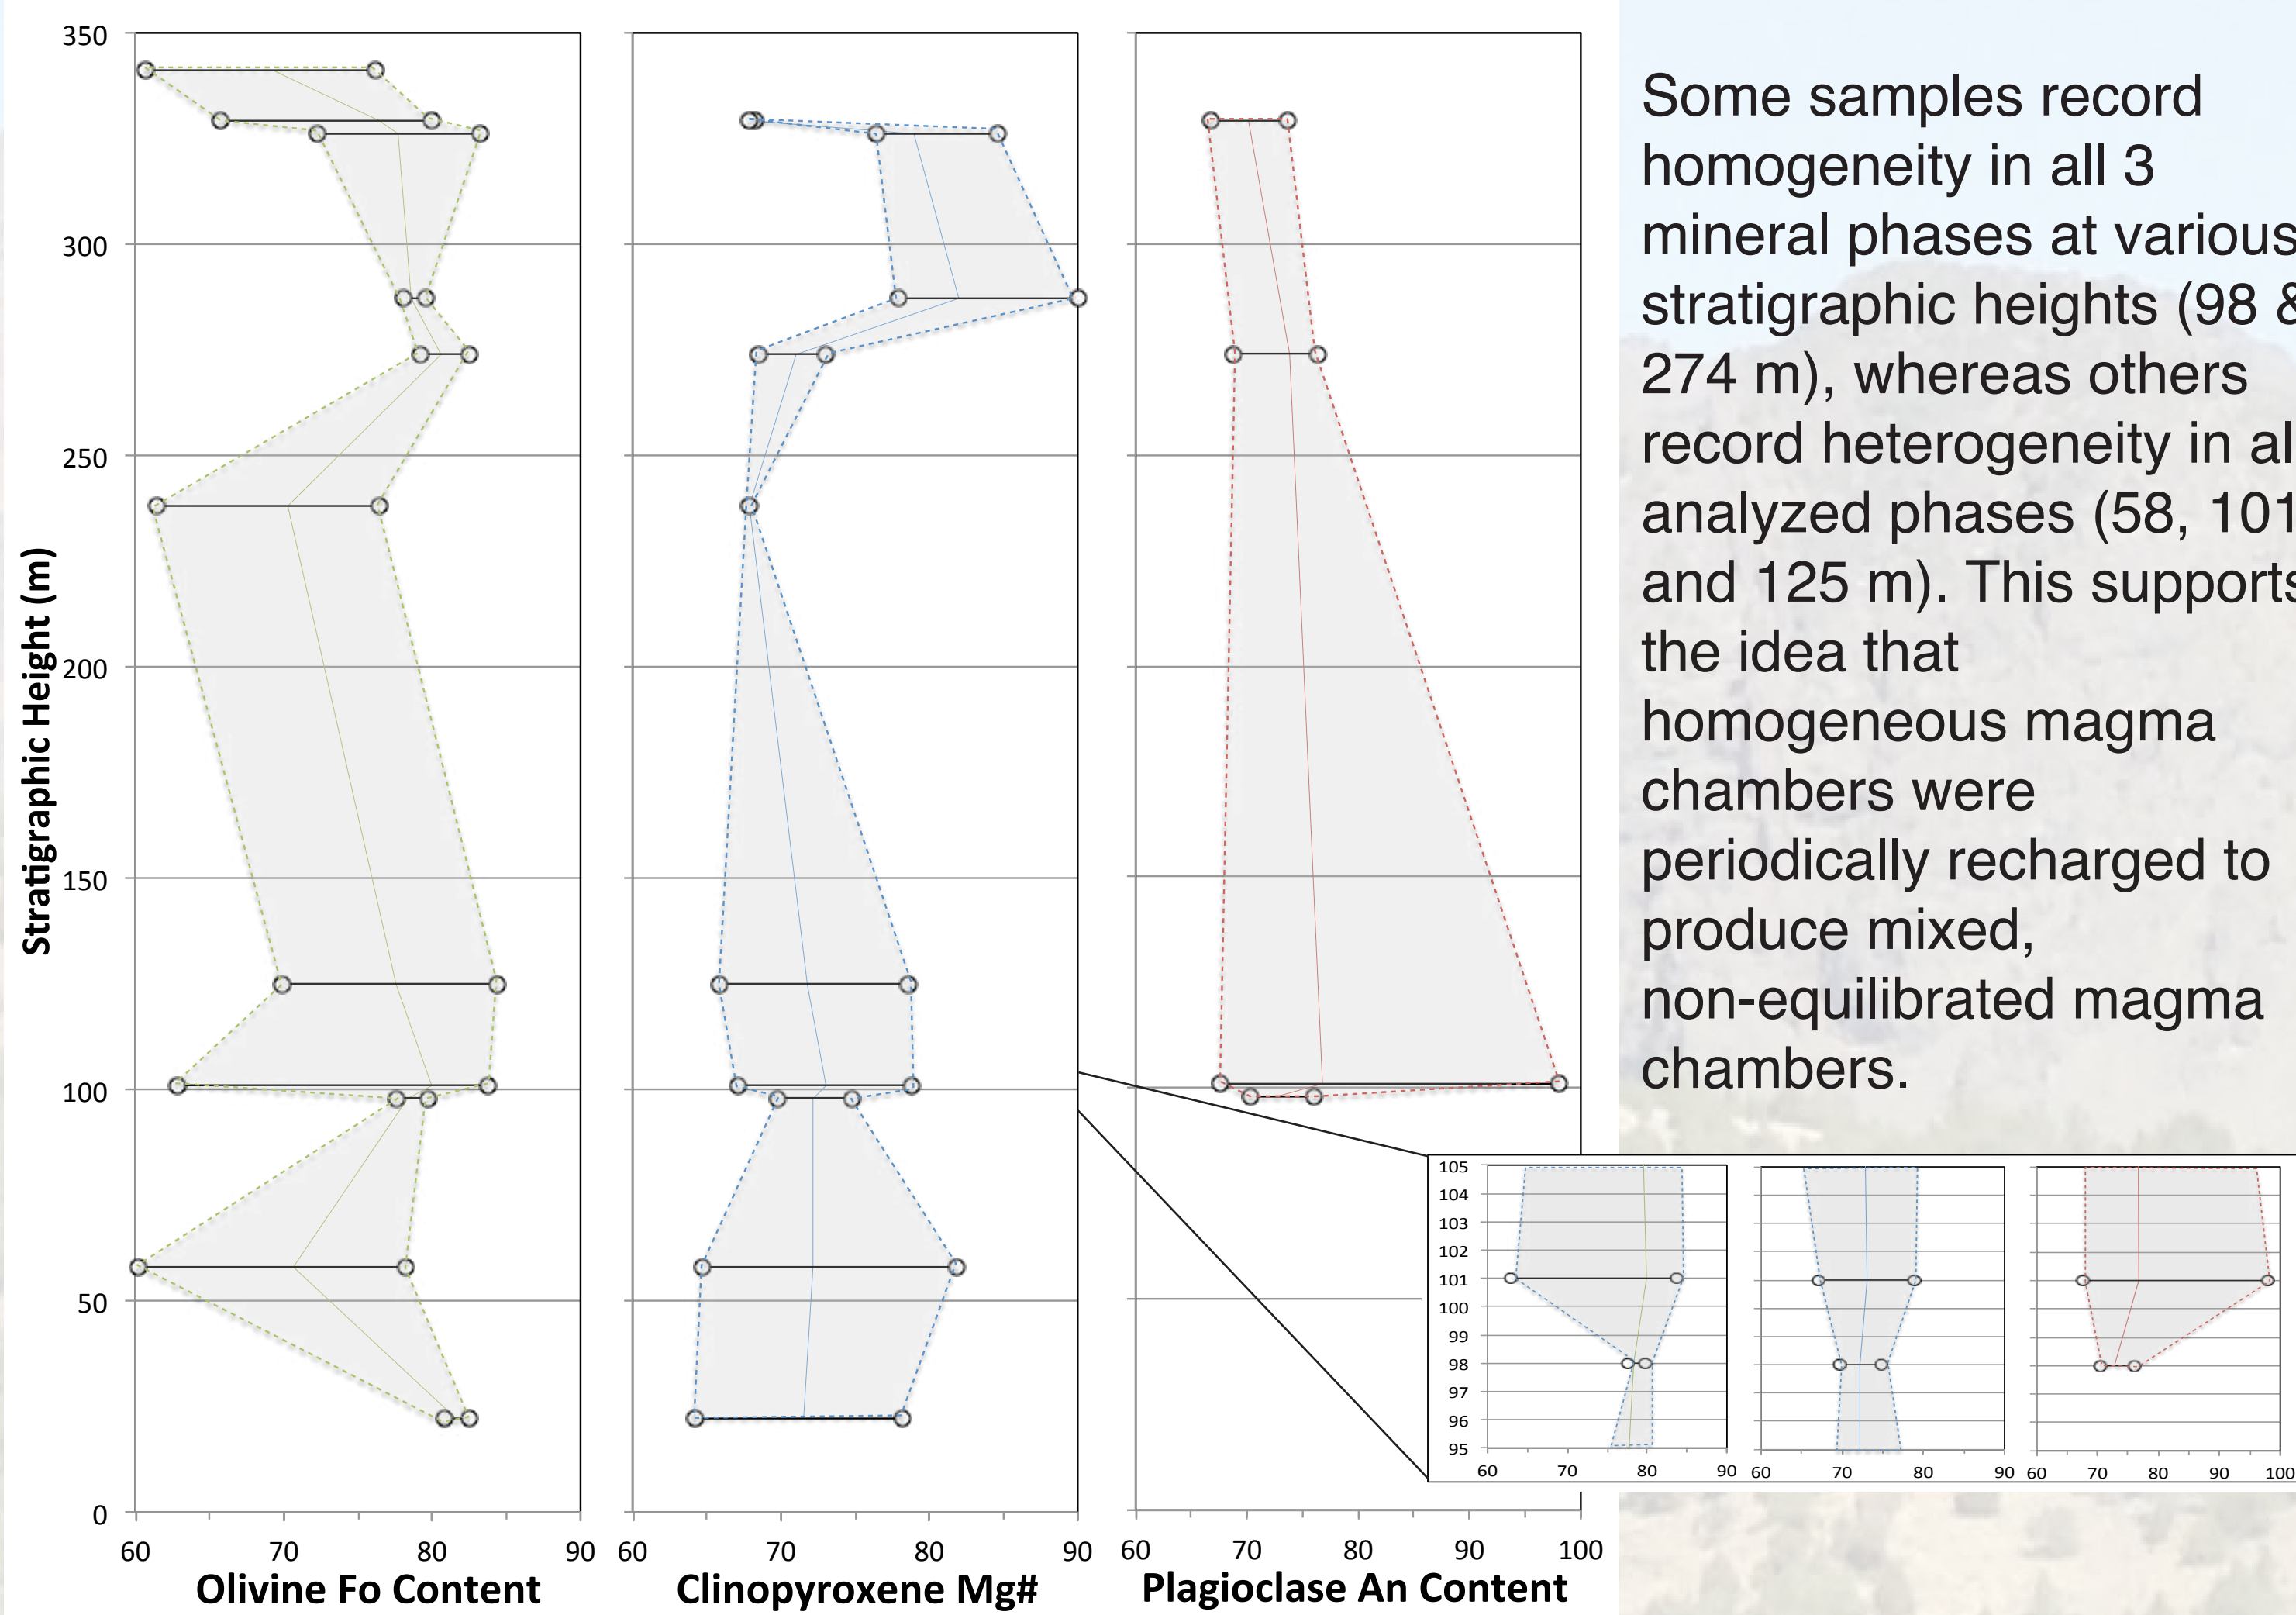 350
300
250
200
150
100
50
0
Stratigraphic Height (m)
60 70 80 90
Olivine Fo Content
60 70 80 90
Clinopyroxene Mg#
60 70 80 90 100
Plagioclase An Content
Some samples record
homogeneity in all 3
mineral phases at various
stratigraphic heights (98 &
274 m), whereas others
record heterogeneity in al
analyzed phases (58, 101
and 125 m). This supports
the idea that
homogeneous magma
chambers were
periodically recharged to
produce mixed,
non-equilibrated magma
chambers.
105
104
103
102
101
100
99
98
97
96
95
60 70 80 90
60 70 80 90
60 70 80 90 100